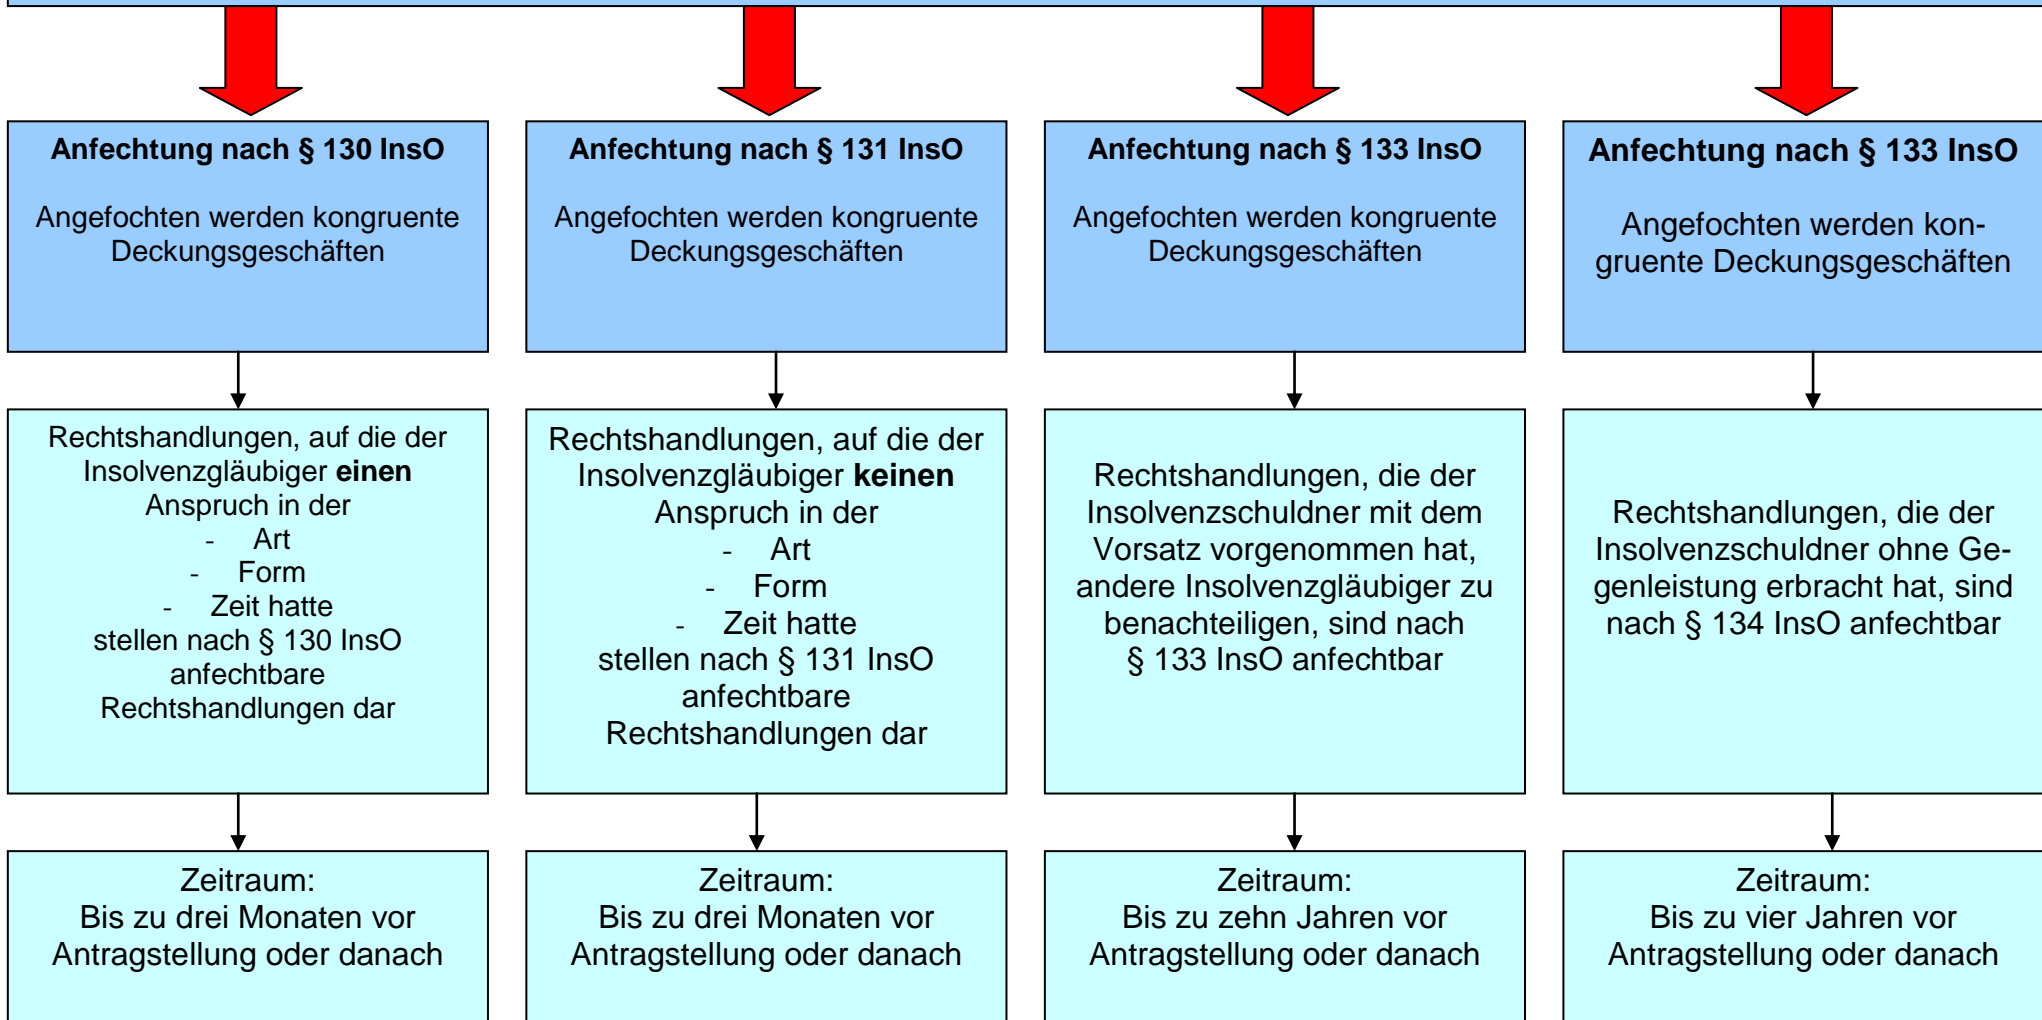 Anfechtung nach § 130 InsO
Angefochten werden kongruente
Deckungsgeschäften
Anfechtung nach § 131 InsO
Angefochten werden kongruente
Deckungsgeschäften
Anfechtung nach § 133 InsO
Angefochten werden kongruente
Deckungsgeschäften
Anfechtung nach § 133 InsO
Angefochten werden kon-
gruente Deckungsgeschäften
Rechtshandlungen, auf die der
Insolvenzgläubiger einen
Anspruch in der
- Art
- Form
- Zeit hatte
stellen nach § 130 InsO
anfechtbare
Rechtshandlungen dar
Rechtshandlungen, auf die der
Insolvenzgläubiger keinen
Anspruch in der
- Art
- Form
- Zeit hatte
stellen nach § 131 InsO
anfechtbare
Rechtshandlungen dar
Rechtshandlungen, die der
Insolvenzschuldner mit dem
Vorsatz vorgenommen hat,
andere Insolvenzgläubiger zu
benachteiligen, sind nach
§ 133 InsO anfechtbar
Rechtshandlungen, die der
Insolvenzschuldner ohne Ge-
genleistung erbracht hat, sind
nach § 134 InsO anfechtbar
Zeitraum:
Bis zu drei Monaten vor
Antragstellung oder danach
Zeitraum:
Bis zu drei Monaten vor
Antragstellung oder danach
Zeitraum:
Bis zu zehn Jahren vor
Antragstellung oder danach
Zeitraum:
Bis zu vier Jahren vor
Antragstellung oder danach